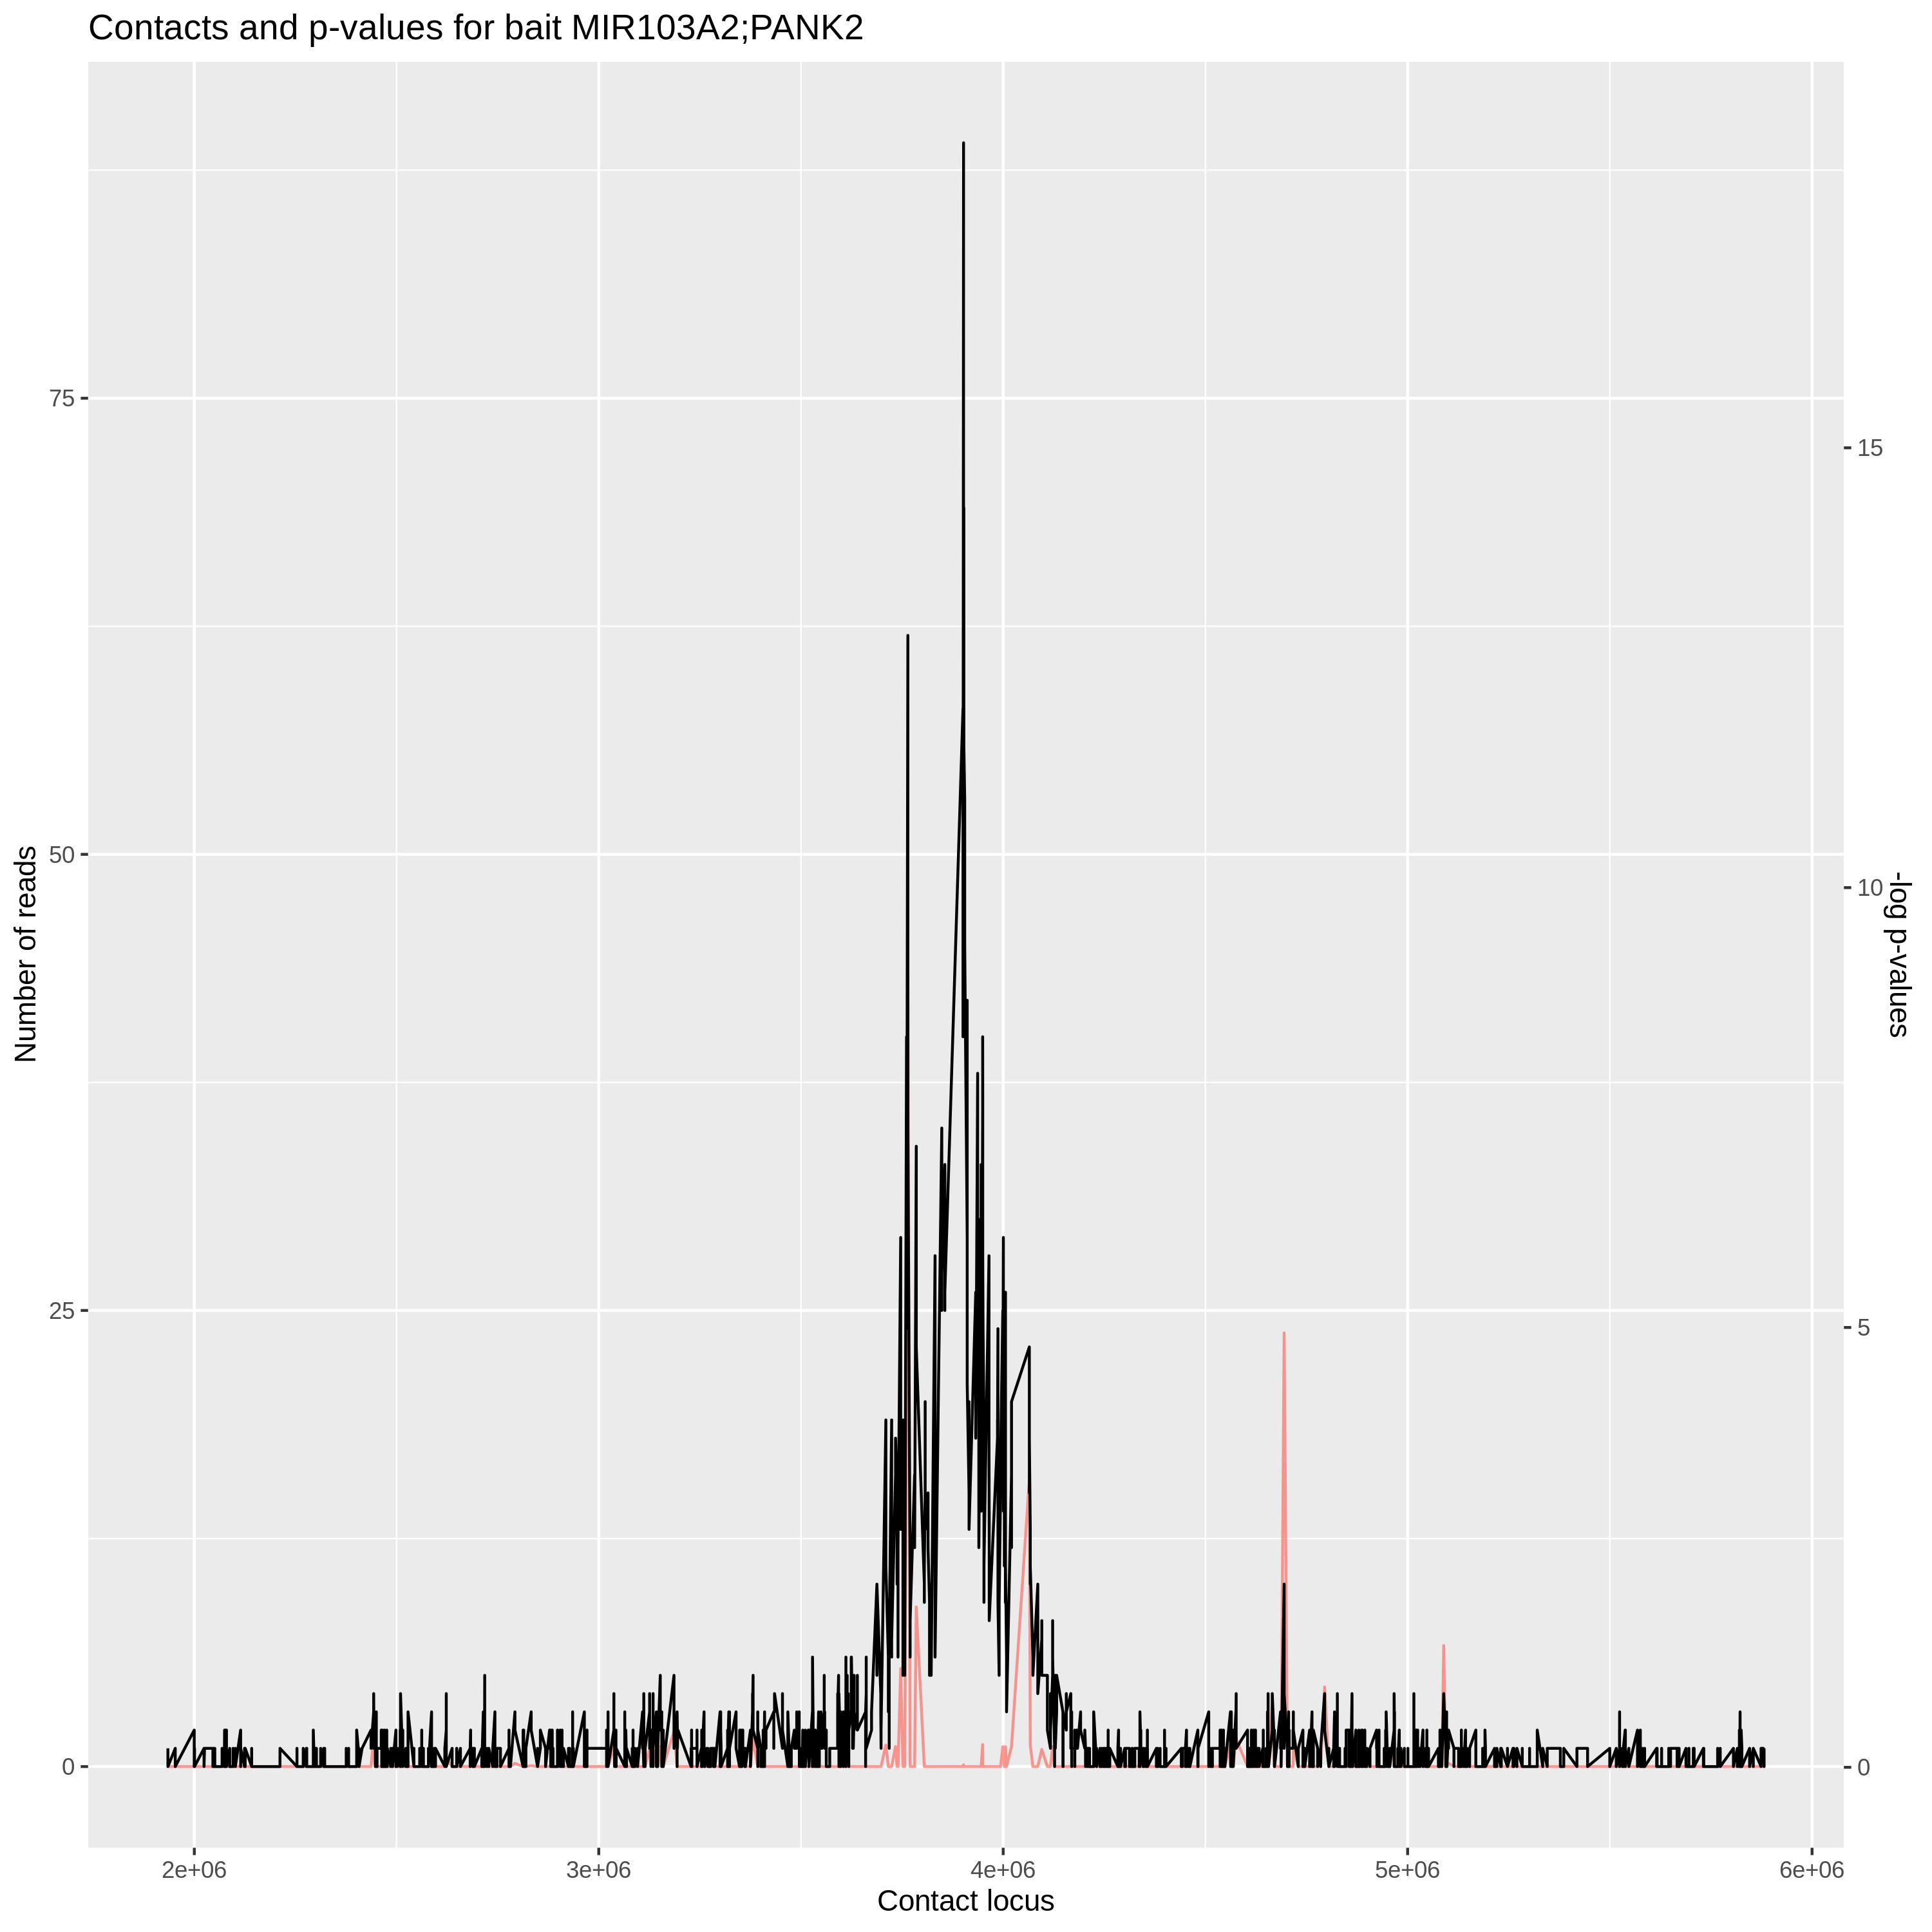 Contacts and p-values for bait MIR103A2;PANK2
75
50
25
0
Number of reads
15
10
5
0
-log p-values
2e+06
3e+06
4e+06
5e+06
6e+06
Contact locus